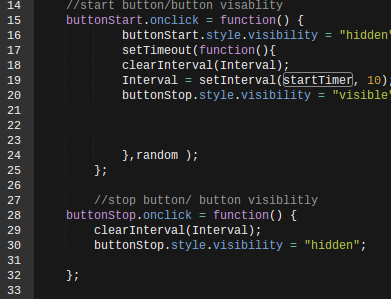 14 //start button/button visablity
15 buttonStart.onclick = function() {
16 buttonStart.style.visibility = "hidden"
17 setTimeout(function(){
18 clearInterval(Interval);
19 Interval = setInterval(startTimer, 10);
20 buttonStop.style.visibility = "visible"
21
22
23
24 },random );
25 };
26
27 //stop button/ button visiblitly
28 buttonStop.onclick = function() {
29 clearInterval(Interval);
30 buttonStop.style.visibility = "hidden";
31
32 };
33